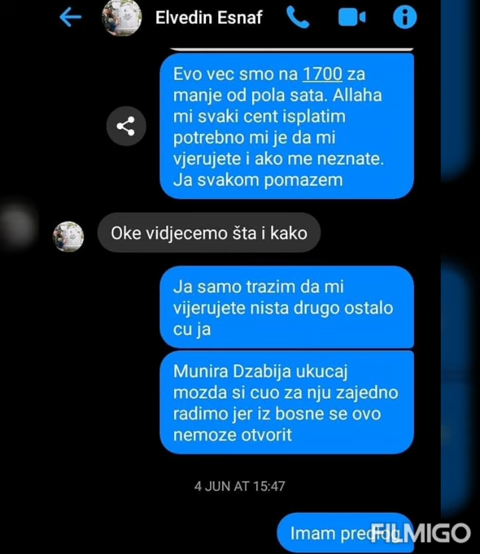 Elvedin Esnaf
Evo vec smo na 1700 za
manje od pola sata. Allaha
mi svaki cent isplatim
potrebno mi je da mi
vjerujete i ako me neznate.
Ja svakom pomazem
Oke vidjecemo šta i kako
Ja samo trazim da mi
vijerujete nista drugo ostalo
cu ja
Munira Dzabija ukucaj
mozda si cuo za nju zajedno
radimo jer iz bosne se ovo
nemoze otvorit
4 JUN AT 15:47
Imam predlog
FILMIGO